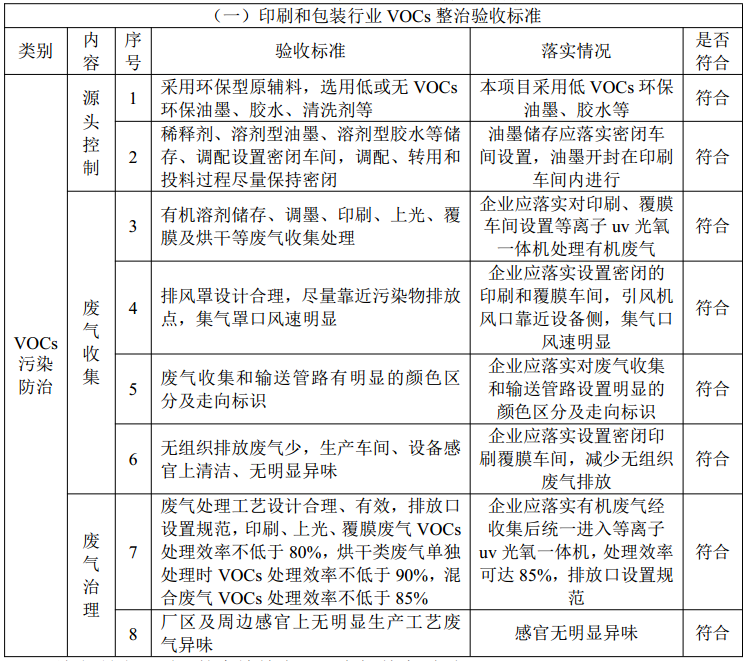 （一）印刷和包装行业 VOCs 整治验收标准
类别
内
容
序
号
验收标准
落实情况
是否
符合
VOCs
污染
防治
源
头
控
制
1
采用环保型原辅料，选用低或无 VOCs
环保油墨、胶水、清洗剂等
本项目采用低 VOCs 环保
油墨、胶水等
符合
2
稀释剂、溶剂型油墨、溶剂型胶水等储
存、调配设置密闭车间，调配、转用和
投料过程尽量保持密闭
油墨储存应落实密闭车
间设置，油墨开封在印刷
车间内进行
符合
废
气
收
集
3
有机溶剂储存、调墨、印刷、上光、覆
膜及烘干等废气收集处理
企业应落实对印刷、覆膜
车间设置等离子 uv 光氧
一体机处理有机废气
符合
4
排风罩设计合理，尽量靠近污染物排放
点，集气罩口风速明显
企业应落实设置密闭的
印刷和覆膜车间，引风机
风口靠近设备侧，集气口
风速明显
符合
5
废气收集和输送管路有明显的颜色区
分及走向标识
企业应落实对废气收集
和输送管路设置明显的
颜色区分及走向标识
符合
6
无组织排放废气少，生产车间、设备感
官上清洁、无明显异味
企业应落实设置密闭印
刷覆膜车间，减少无组织
废气排放
符合
废
气
治
理
7
废气处理工艺设计合理、有效，排放口
设置规范，印刷、上光、覆膜废气 VOCs
处理效率不低于 80%，烘干类废气单独
处理时 VOCs 处理效率不低于 90%，混
合废气 VOCs 处理效率不低于 85%
企业应落实有机废气经
收集后统一进入等离子
uv 光氧一体机，处理效率
可达 85%，排放口设置规
范
符合
8
厂区及周边感官上无明显生产工艺废
气异味
感官无明显异味
符合